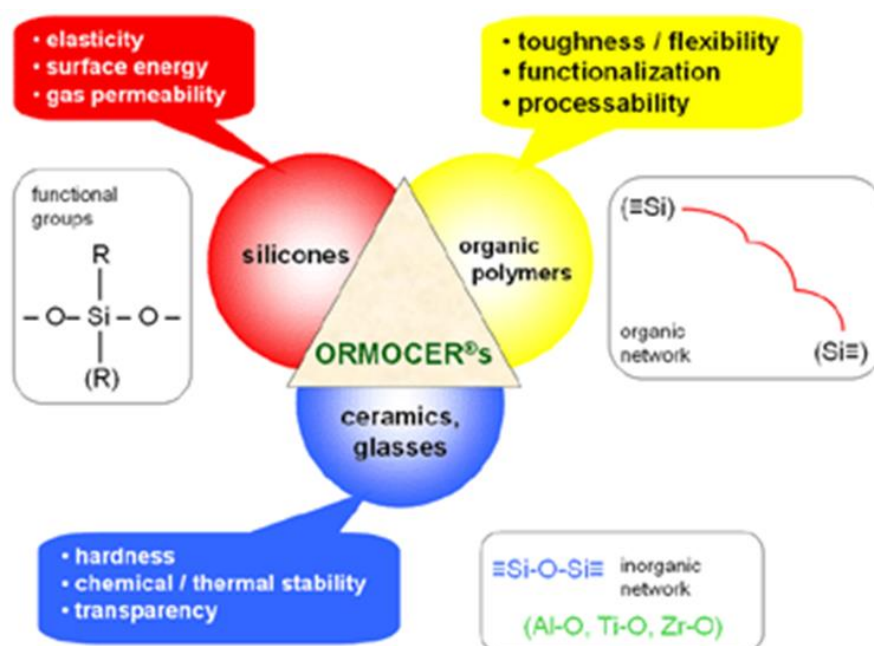 • elasticity
• surface energy
• gas permeability
• toughness / flexibility
• functionalization
• processability
functional
groups
R
–O–Si–O–
(R)
silicones
organic
polymers
(≡Si)
organic
network
(Si≡)
ORMOCER®s
ceramics,
glasses
• hardness
• chemical / thermal stability
• transparency
≡Si-O-Si≡ inorganic
network
(Al-O, Ti-O, Zr-O)